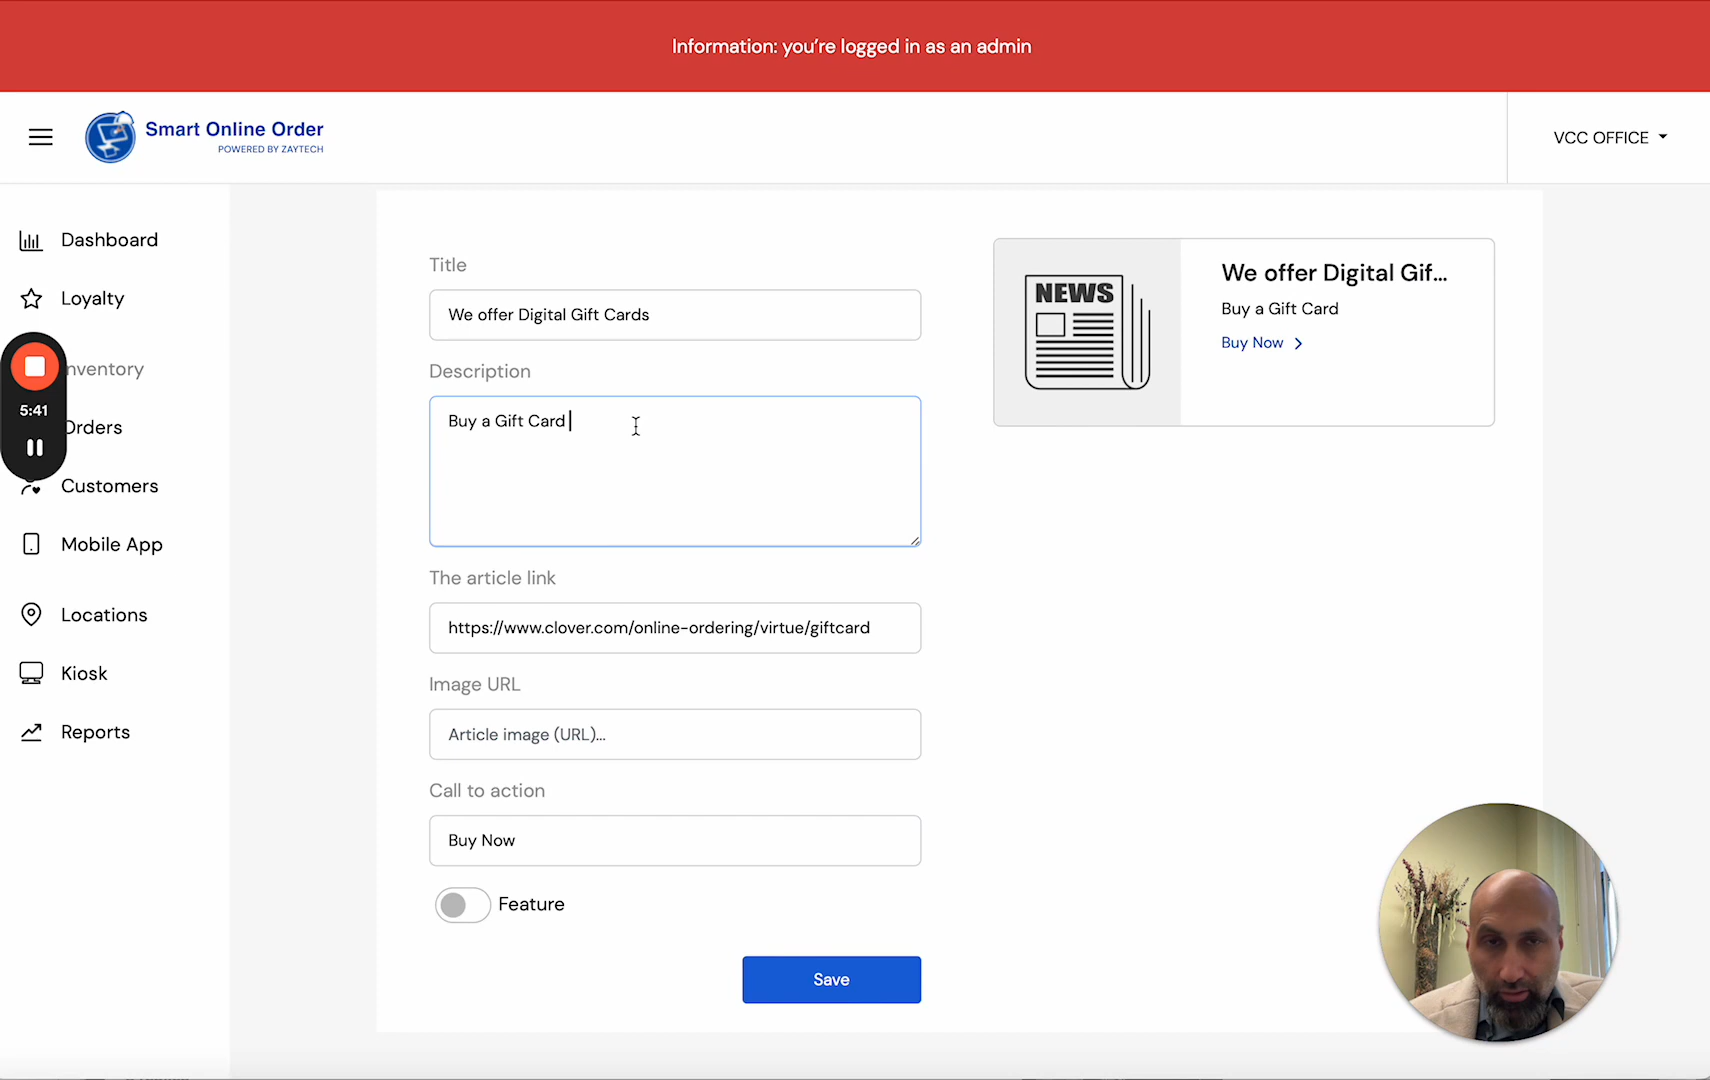 Information: you're logged in as an admin
Smart Online Order
POWERED BY ZAYTECH
VCC OFFICE
Dashboard
Loyalty
nventory
5:41
Orders
Customers
Mobile App
Locations
Kiosk
Reports
Title
We offer Digital Gift Cards
Description
Buy a Gift Card
The article link
https://www.clover.com/online-ordering/virtue/giftcard
Image URL
Article image (URL)...
Call to action
Buy Now
Feature
Save
NEWS
We offer Digital Gif...
Buy a Gift Card
Buy Now